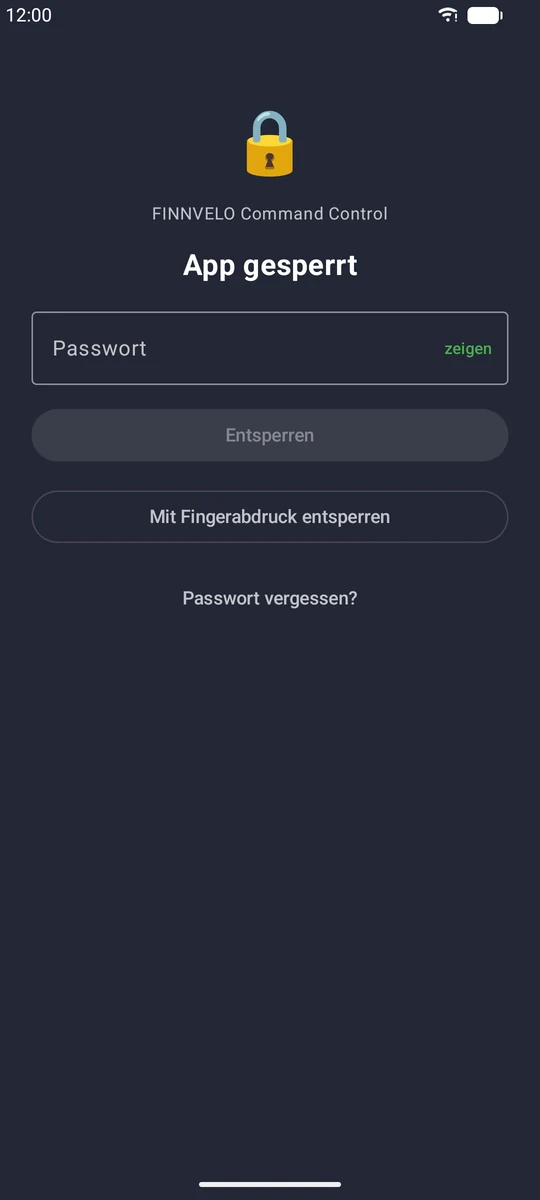 12:00
FINNVELO Command Control
App gesperrt
Passwort zeigen
Entsperren
Mit Fingerabdruck entsperren
Passwort vergessen?